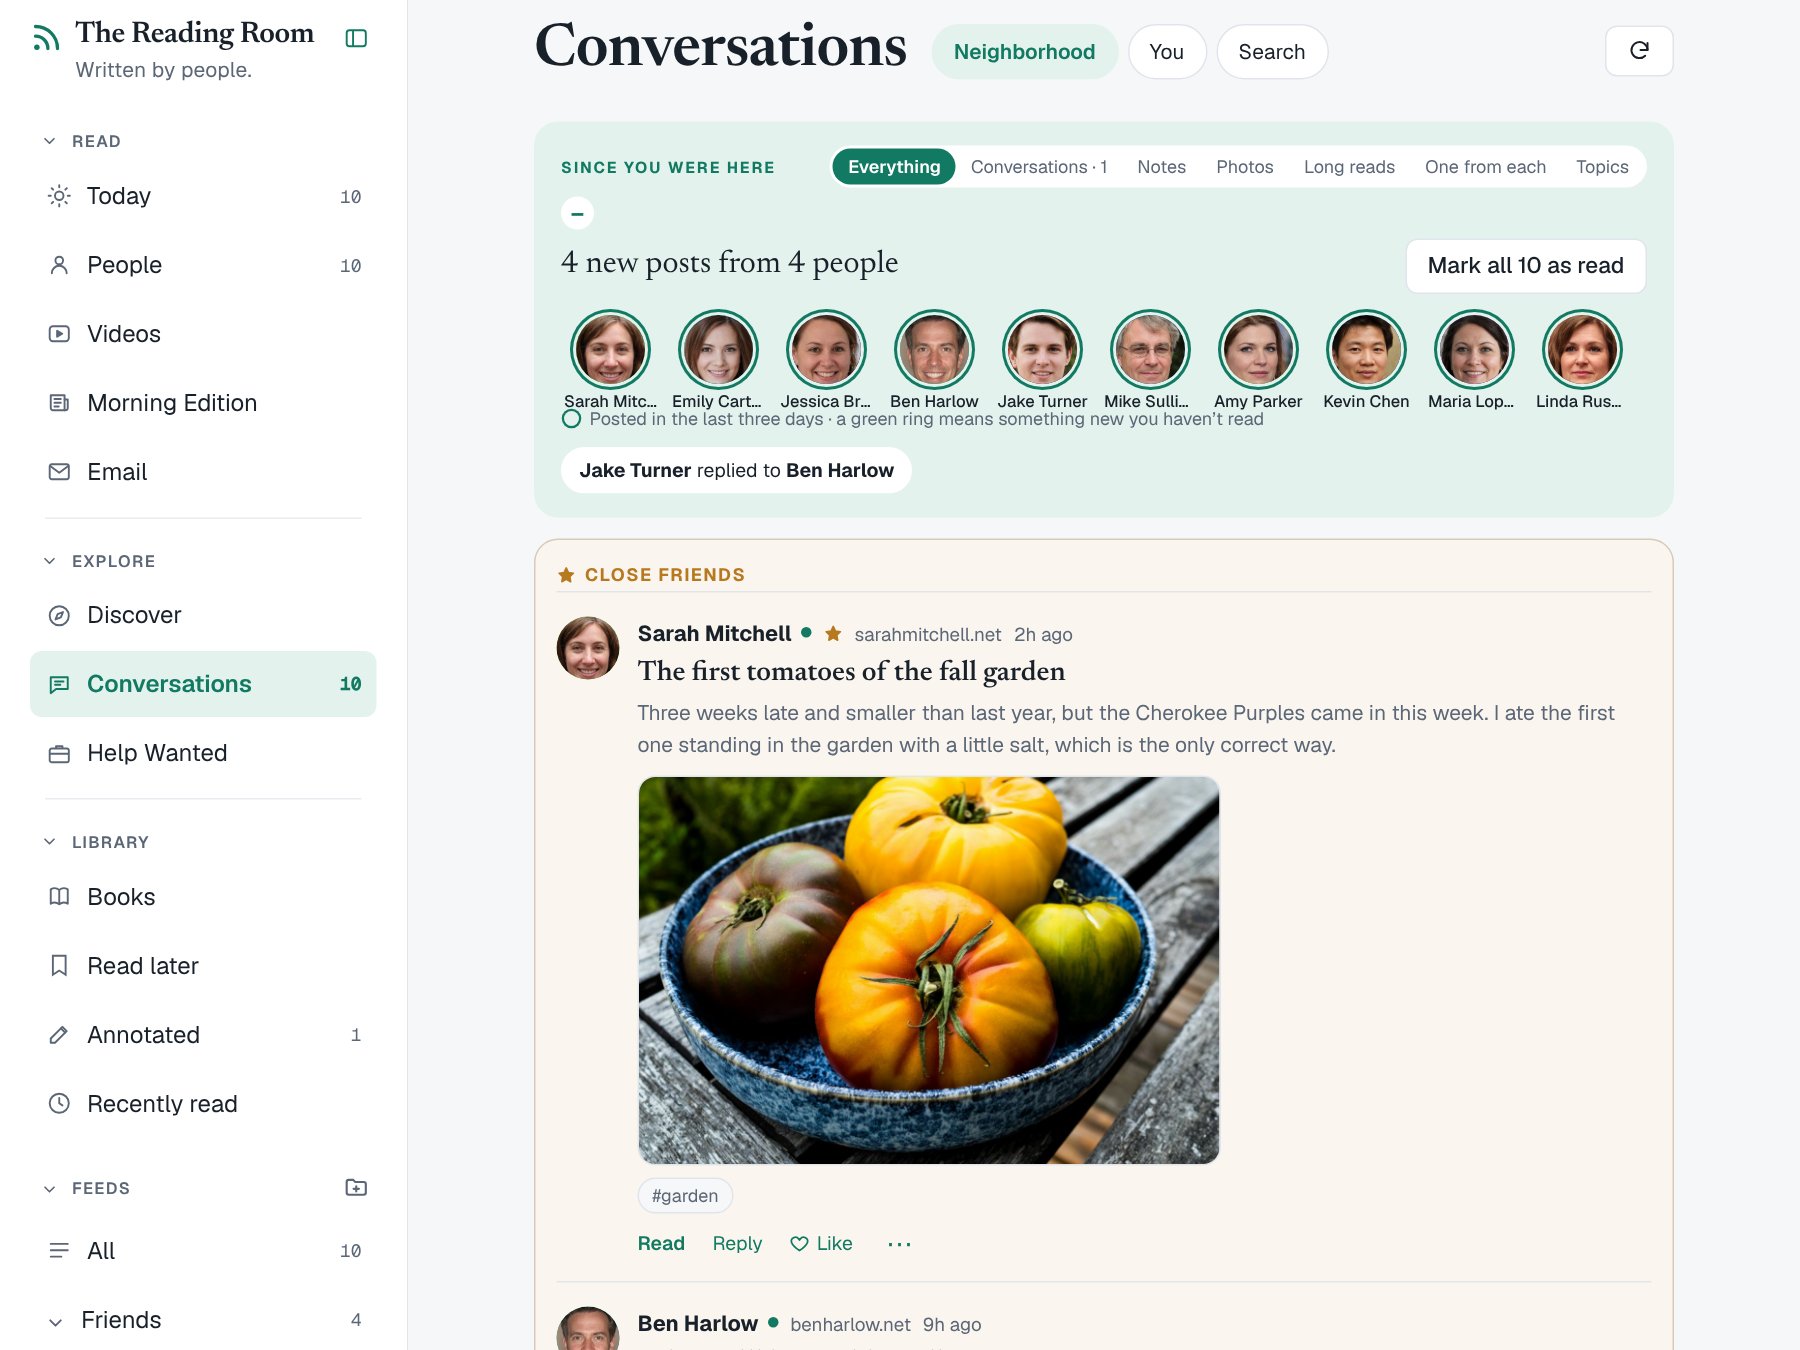 The Reading Room
Written by people.
READ
Today 10
People 10
Videos
Morning Edition
Email
EXPLORE
Discover
Conversations 10
Help Wanted
LIBRARY
Books
Read later
Annotated 1
Recently read
FEEDS
All 10
Friends 4
Conversations Neighborhood You Search
SINCE YOU WERE HERE Everything Conversations · 1 Notes Photos Long reads One from each Topics
4 new posts from 4 people Mark all 10 as read
Sarah Mitc... Emily Cart... Jessica Br... Ben Harlow Jake Turner Mike Sulli... Amy Parker Kevin Chen Maria Lop... Linda Rus...
Posted in the last three days · a green ring means something new you haven’t read
Jake Turner replied to Ben Harlow
CLOSE FRIENDS
Sarah Mitchell sarahmitchell.net 2h ago
The first tomatoes of the fall garden
Three weeks late and smaller than last year, but the Cherokee Purples came in this week. I ate the first
one standing in the garden with a little salt, which is the only correct way.
#garden
Read Reply Like ...
Ben Harlow benharlow.net 9h ago